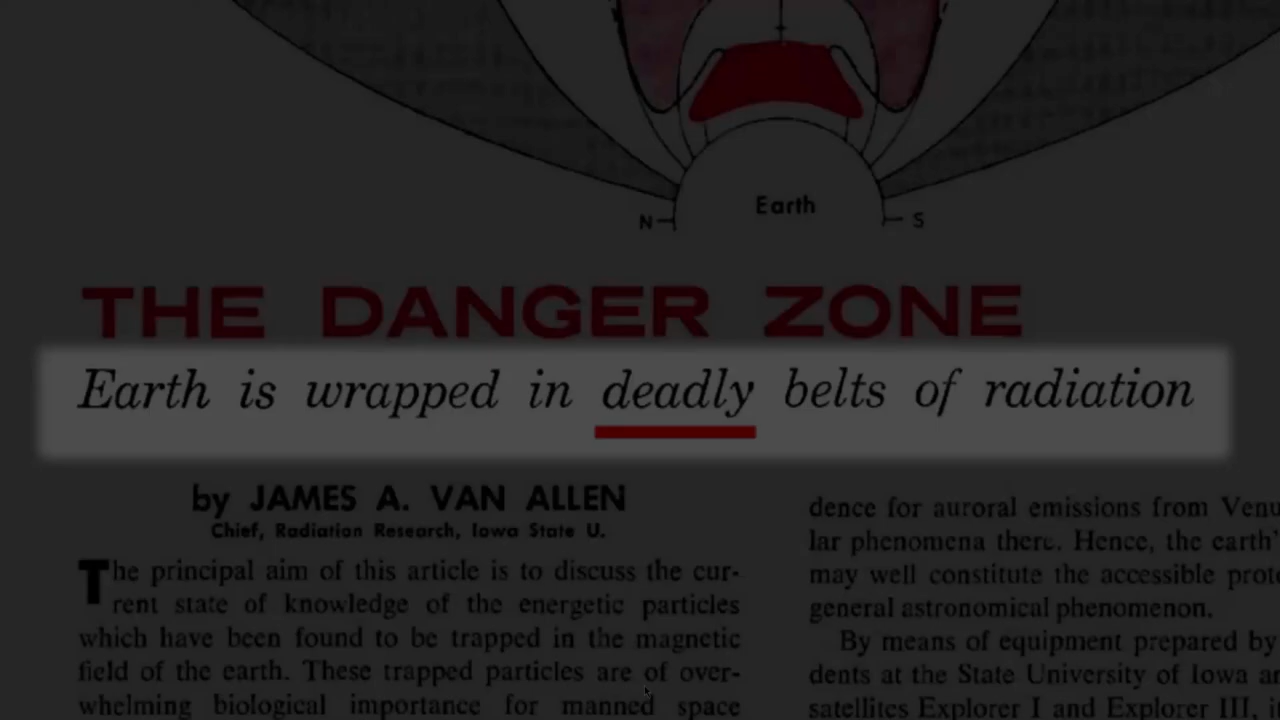 Earth
N
S
THE DANGER ZONE
Earth is wrapped in deadly belts of radiation
by JAMES A. VAN ALLEN
Chief, Radiation Research, Iowa State U.
The principal aim of this article is to discuss the cur-
rent state of knowledge of the energetic particles
which have been found to be trapped in the magnetic
field of the earth. These trapped particles are of over-
whelming biological importance for manned space
dence for auroral emissions from Venu
lar phenomena there. Hence, the earth'
may well constitute the accessible prot
general astronomical phenomenon.
By means of equipment prepared by
dents at the State University of Iowa a
satellites Explorer I and Explorer III, i